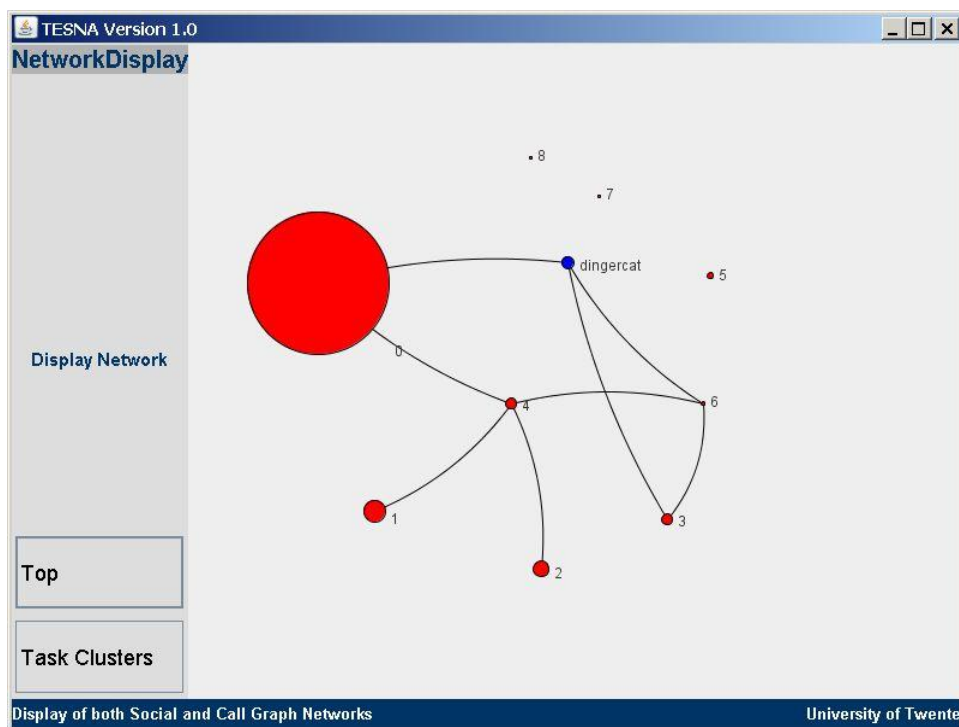 TESNA Version 1.0
NetworkDisplay
8
7
dingercat
5
0
Display Network
4
6
1
3
2
Top
Task Clusters
Display of both Social and Call Graph Networks
University of Twente